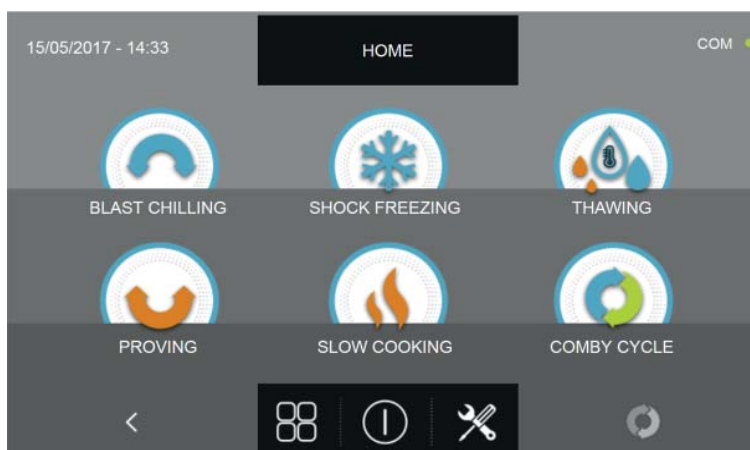 15/05/2017 - 14:33
HOME
COM
BLAST CHILLING
SHOCK FREEZING
THAWING
PROVING
SLOW COOKING
COMBY CYCLE